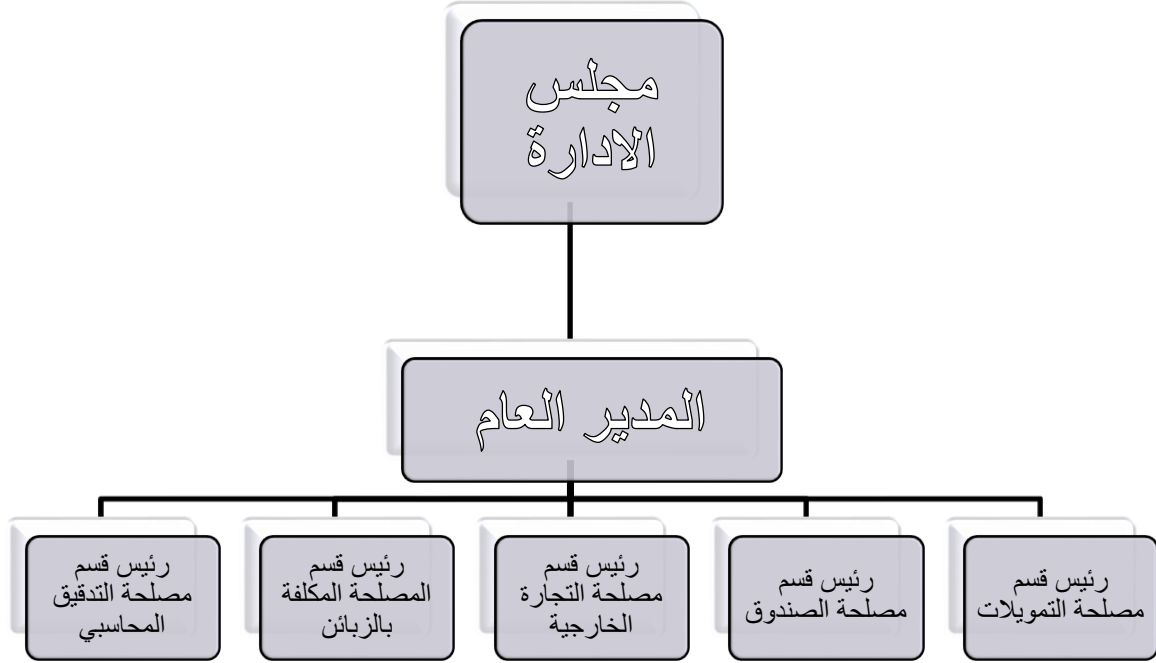 مجلس
الادارة
المدير العام
رئيس قسم
مصلحة التمويلات
رئيس قسم
مصلحة الصندوق
رئيس قسم
مصلحة التجارة
الخارجية
رئيس قسم
المصلحة المكلفة
بالزبائن
رئيس قسم
مصلحة التدقيق
المحاسبي